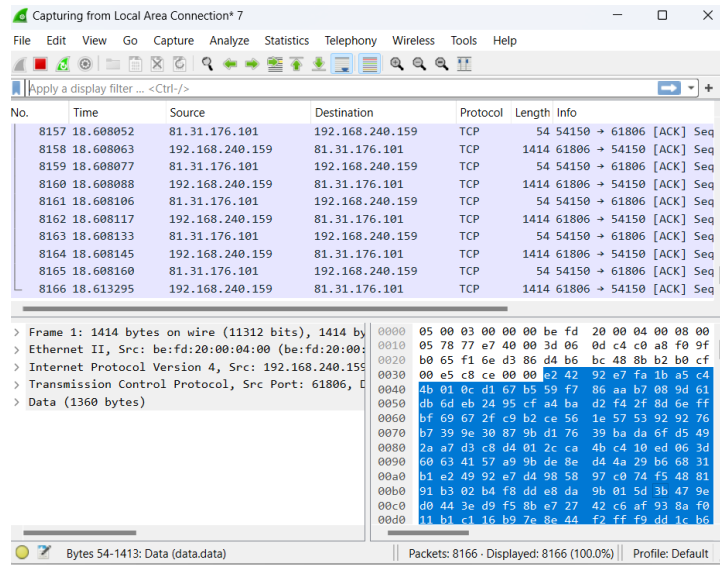 Capturing from Local Area Connection* 7
File Edit View Go Capture Analyze Statistics Telephony Wireless Tools Help
Apply a display filter ... <Ctrl-/>
No. Time Source Destination Protocol Length Info
8157 18.608052 81.31.176.101 192.168.240.159 TCP 54 54150 → 61806 [ACK] Seq
8158 18.608063 192.168.240.159 81.31.176.101 TCP 1414 61806 → 54150 [ACK] Seq
8159 18.608077 81.31.176.101 192.168.240.159 TCP 54 54150 → 61806 [ACK] Seq
8160 18.608088 192.168.240.159 81.31.176.101 TCP 1414 61806 → 54150 [ACK] Seq
8161 18.608106 81.31.176.101 192.168.240.159 TCP 54 54150 → 61806 [ACK] Seq
8162 18.608117 192.168.240.159 81.31.176.101 TCP 1414 61806 → 54150 [ACK] Seq
8163 18.608133 81.31.176.101 192.168.240.159 TCP 54 54150 → 61806 [ACK] Seq
8164 18.608145 192.168.240.159 81.31.176.101 TCP 1414 61806 → 54150 [ACK] Seq
8165 18.608160 81.31.176.101 192.168.240.159 TCP 54 54150 → 61806 [ACK] Seq
8166 18.613295 192.168.240.159 81.31.176.101 TCP 1414 61806 → 54150 [ACK] Seq
> Frame 1: 1414 bytes on wire (11312 bits), 1414 by
> Ethernet II, Src: be:fd:20:00:04:00 (be:fd:20:00:
> Internet Protocol Version 4, Src: 192.168.240.159
> Transmission Control Protocol, Src Port: 61806, D
> Data (1360 bytes)
0000 05 00 03 00 00 00 be fd 20 00 04 00 08 00
0010 05 78 77 e7 40 00 3d 06 0d c4 c0 a8 f0 9f
0020 b0 65 f1 6e d3 86 d4 b6 bc 48 8b b2 b0 cf
0030 00 e5 c8 ce 00 00 e2 42 92 e7 fa 1b a5 c4
0040 4b 01 0c d1 67 b5 59 f7 86 aa b7 08 9d 61
0050 db 6d eb 24 95 cf a4 ba d2 f4 2f 8d 6e ff
0060 bf 69 67 2f c9 b2 ce 56 1e 57 53 92 92 76
0070 b7 39 9e 30 87 9b d1 76 39 ba da 6f d5 49
0080 2a a7 d3 c8 d4 01 2c ca 4b c4 10 ed 06 3d
0090 60 63 41 57 a9 9b de 8e d4 4a 29 b6 68 31
00a0 b1 e2 49 92 e7 d4 98 58 97 c0 74 f5 48 81
00b0 91 b3 02 b4 f8 dd e8 da 9b 01 5d 3b 47 9e
00c0 d0 44 3e d9 f5 8b e7 27 42 c6 af 93 8a f0
00d0 11 b1 c1 16 b9 7e 8e 44 f2 ff f9 dd 1c b6
Bytes 54-1413: Data (data.data) Packets: 8166 · Displayed: 8166 (100.0%) Profile: Default